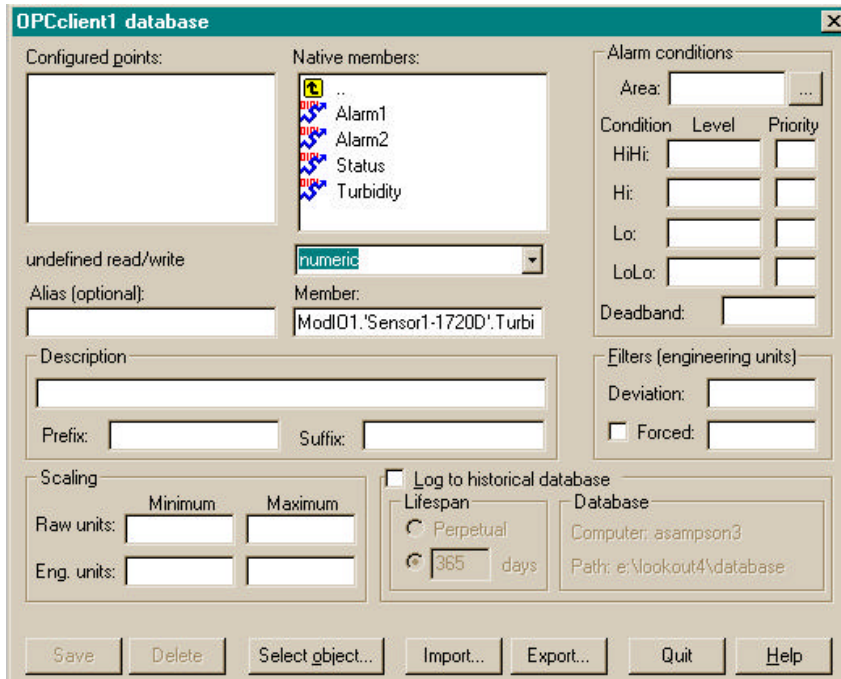 OPCclient1 database
Configured points:
Native members:
..
Alarm1
Alarm2
Status
Turbidity
undefined read/write
numeric
Alias (optional):
Member:
ModIO1.'Sensor1-1720D'.Turbi
Description
Prefix:
Suffix:
Alarm conditions
Area:
...
Condition Level Priority
HiHi:
Hi:
Lo:
LoLo:
Deadband:
Filters (engineering units)
Deviation:
Forced:
Scaling
Minimum Maximum
Raw units:
Eng. units:
Log to historical database
Lifespan
Perpetual
365 days
Database
Computer: asampson3
Path: e:\lookout4\database
Save Delete Select object... Import... Export... Quit Help